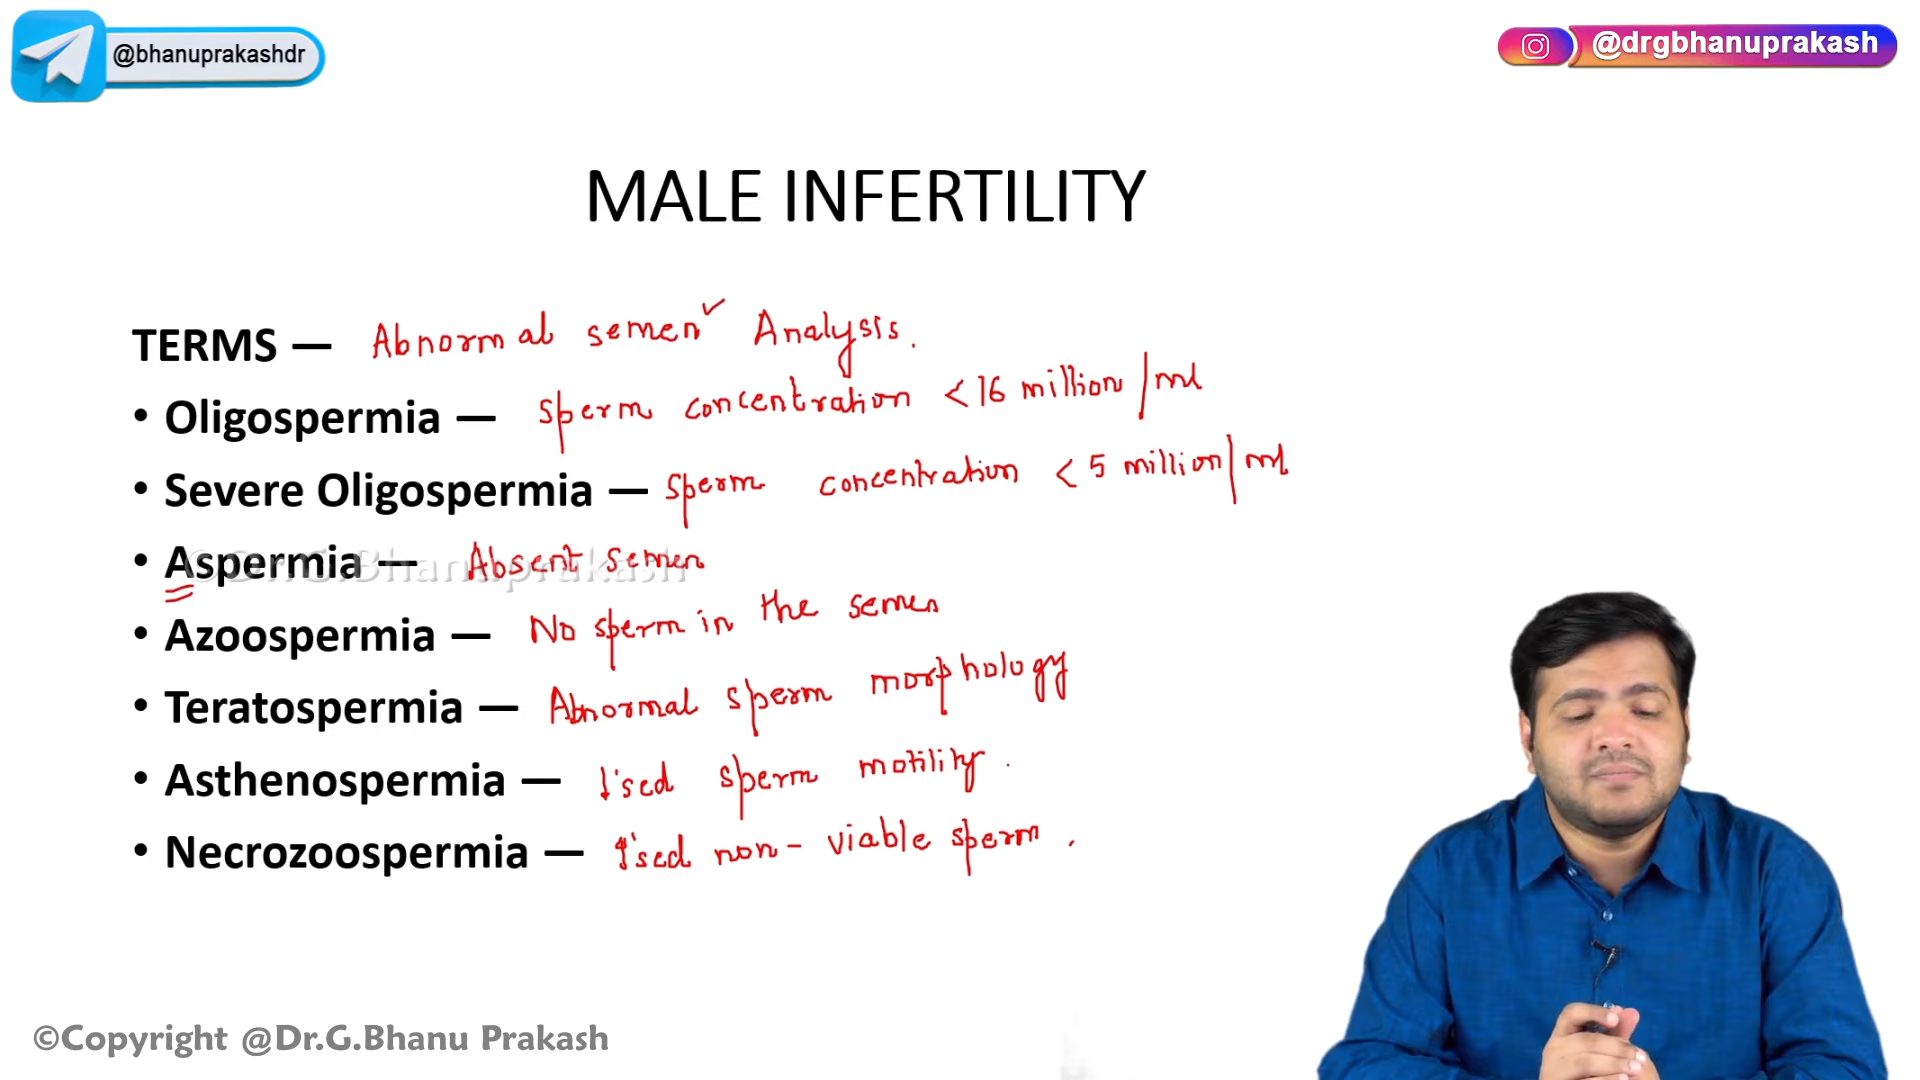 @bhanuprakashdr
@drgbhanuprakash
MALE INFERTILITY
TERMS — Abnormal semen ✓ Analysis.
• Oligospermia — sperm concentration < 16 million/ml
• Severe Oligospermia — sperm concentration < 5 million/ml
• Aspermia — Absent semen
©Dr.G.Bhanuprakash
• Azoospermia — No sperm in the semen
• Teratospermia — Abnormal sperm morphology
• Asthenospermia — ↓'sed sperm motility.
• Necrozoospermia — ↑'sed non-viable sperm.
©Copyright @Dr.G.Bhanu Prakash